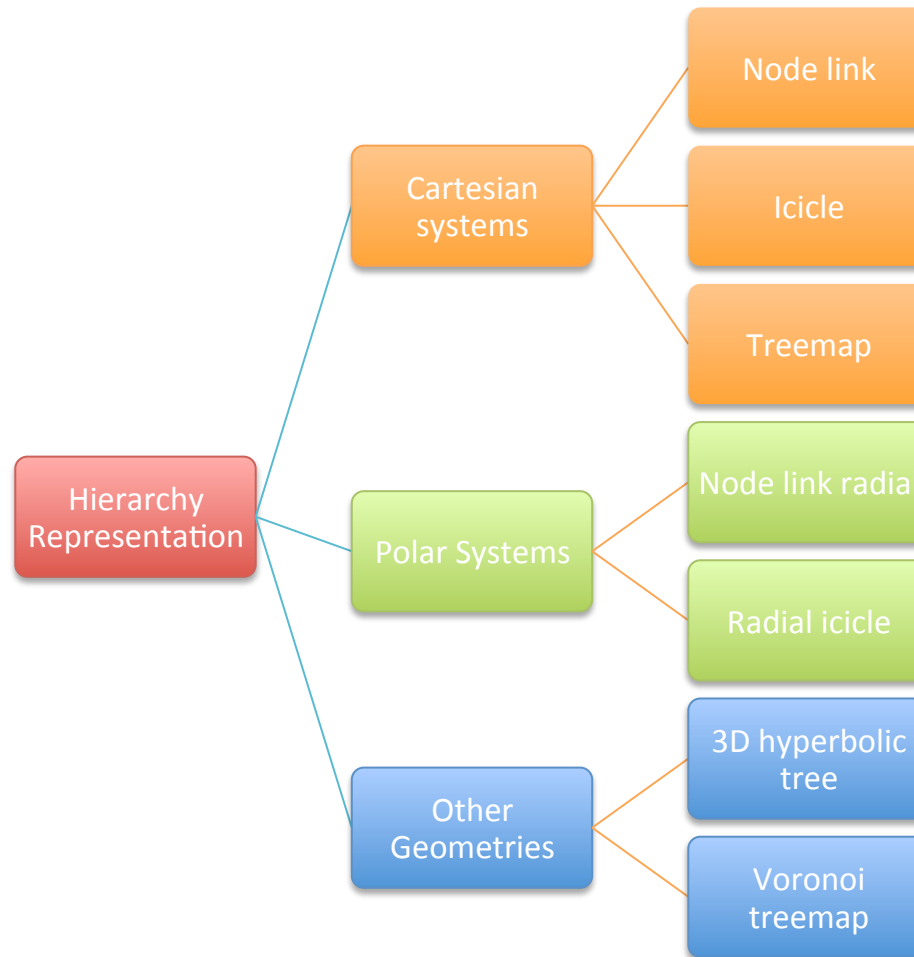 Node link
Cartesian
systems
Icicle
Treemap
Hierarchy
Representation
Node link radial
Polar Systems
Radial icicle
3D hyperbolic
tree
Other
Geometries
Voronoi
treemap